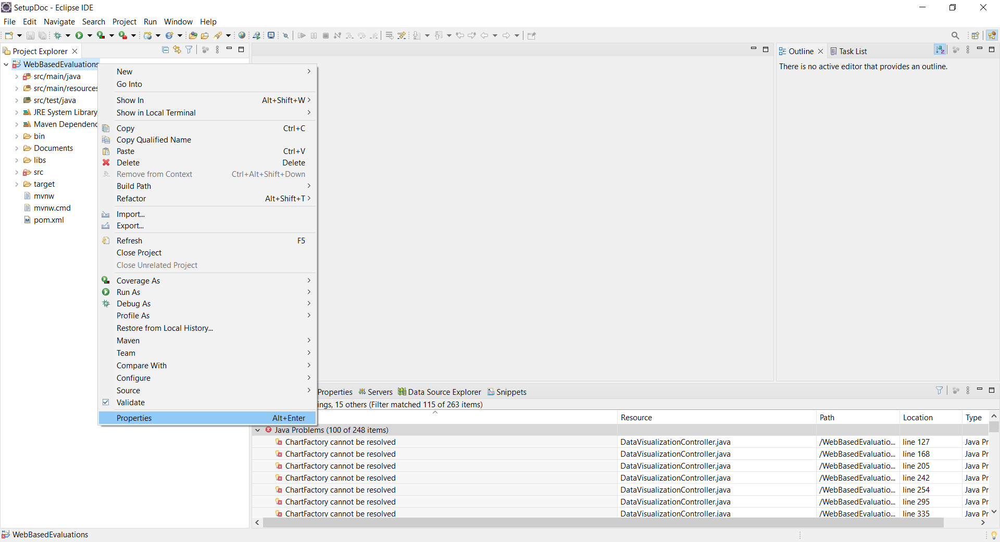 SetupDoc - Eclipse IDE
File Edit Navigate Search Project Run Window Help
Project Explorer
Outline Task List
There is no active editor that provides an outline.
WebBasedEvaluations
src/main/java
src/main/resources
src/test/java
JRE System Library
Maven Dependenc
bin
Documents
libs
src
target
mvnw
mvnw.cmd
pom.xml
New
Go Into
Show In Alt+Shift+W
Show in Local Terminal
Copy Ctrl+C
Copy Qualified Name
Paste Ctrl+V
Delete Delete
Remove from Context Ctrl+Alt+Shift+Down
Build Path
Refactor Alt+Shift+T
Import...
Export...
Refresh F5
Close Project
Close Unrelated Project
Coverage As
Run As
Debug As
Profile As
Restore from Local History...
Maven
Team
Compare With
Configure
Source
Validate
Properties Alt+Enter
Properties Servers Data Source Explorer Snippets
ings, 15 others (Filter matched 115 of 263 items)
Resource Path Location Type
Java Problems (100 of 248 items)
ChartFactory cannot be resolved DataVisualizationController.java /WebBasedEvaluatio... line 127 Java Pr
ChartFactory cannot be resolved DataVisualizationController.java /WebBasedEvaluatio... line 168 Java Pr
ChartFactory cannot be resolved DataVisualizationController.java /WebBasedEvaluatio... line 205 Java Pr
ChartFactory cannot be resolved DataVisualizationController.java /WebBasedEvaluatio... line 242 Java Pr
ChartFactory cannot be resolved DataVisualizationController.java /WebBasedEvaluatio... line 254 Java Pr
ChartFactory cannot be resolved DataVisualizationController.java /WebBasedEvaluatio... line 295 Java Pr
ChartFactory cannot be resolved DataVisualizationController.java /WebBasedEvaluatio... line 335 Java Pr
WebBasedEvaluations